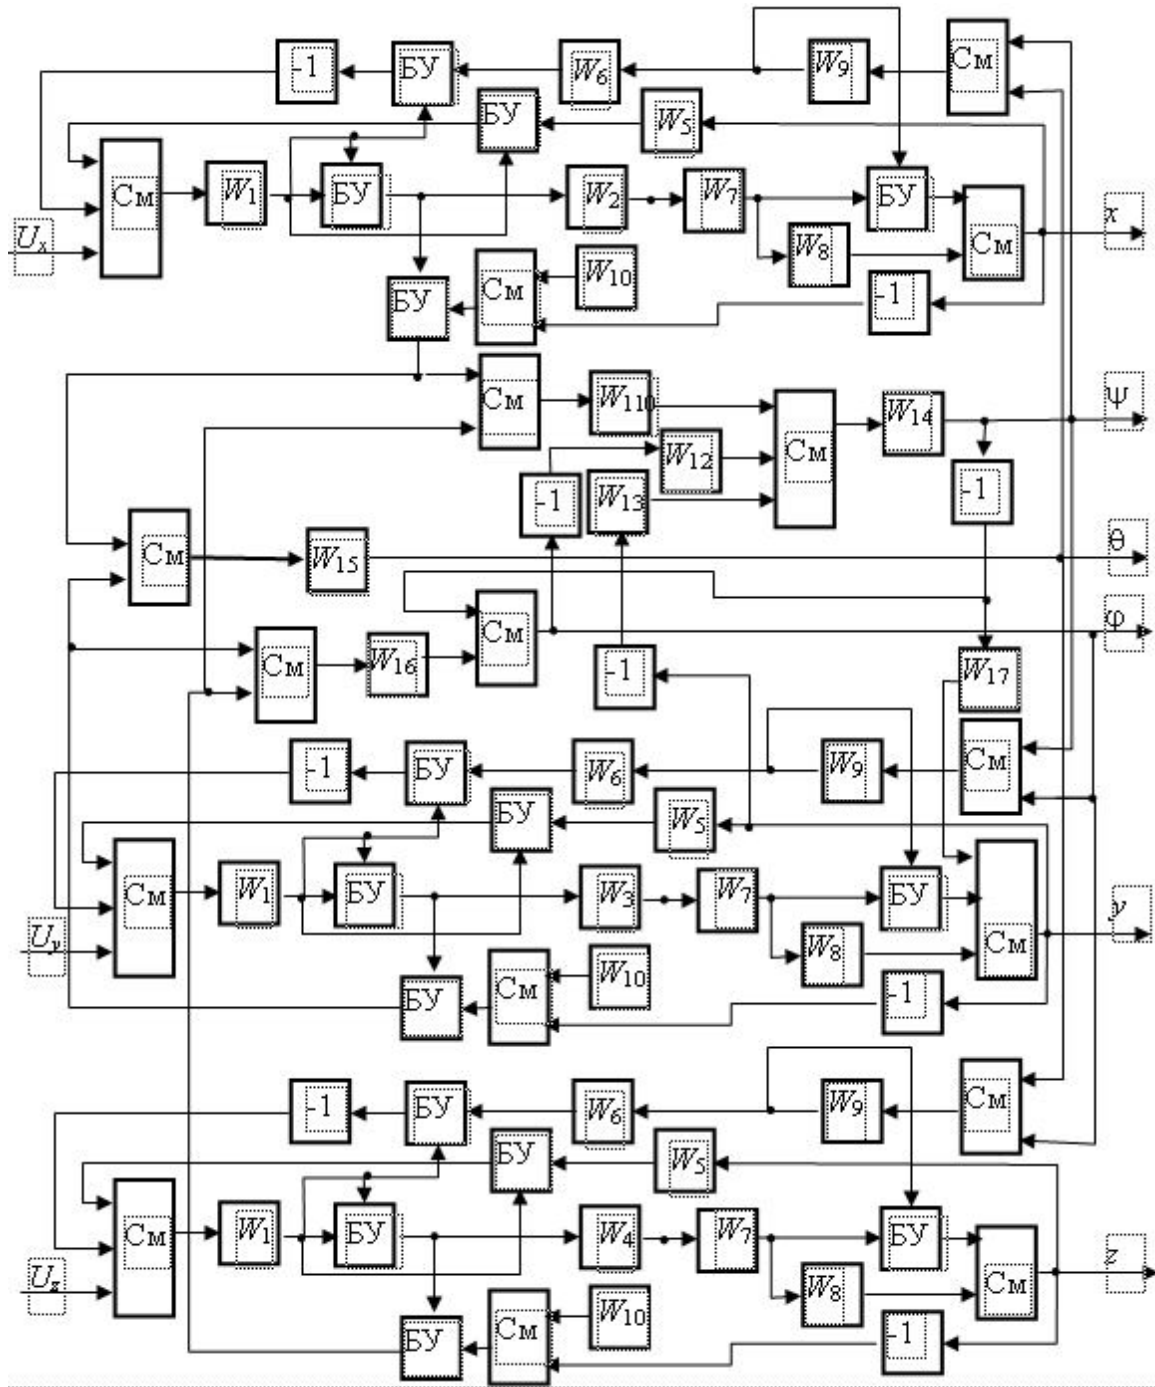 -1 БУ W6 W9 См
БУ W5
См W1 БУ W2 W7 БУ x
Ux W8 См
БУ См W10 -1
См W110 См W14 ψ
W12
-1 W13 -1
См W15 θ
См φ
См W16 -1 W17
-1 БУ W6 W9 См
БУ W5
См W1 БУ W3 W7 БУ y
Uy W8 См
БУ См W10 -1
-1 БУ W6 W9 См
БУ W5
См W1 БУ W4 W7 БУ z
Uz W8 См
БУ См W10 -1